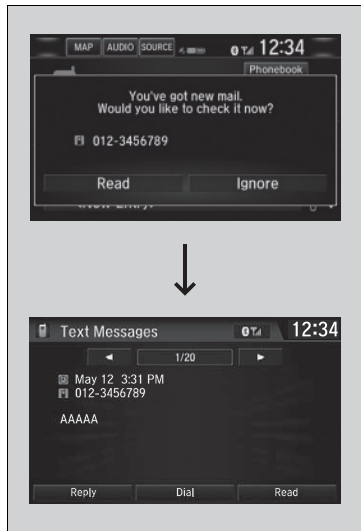 MAP AUDIO SOURCE 12:34
Phonebook
You've got new mail.
Would you like to check it now?
012-3456789
Read Ignore
Text Messages 12:34
1/20
May 12 3:31 PM
012-3456789
AAAAA
Reply Dial Read